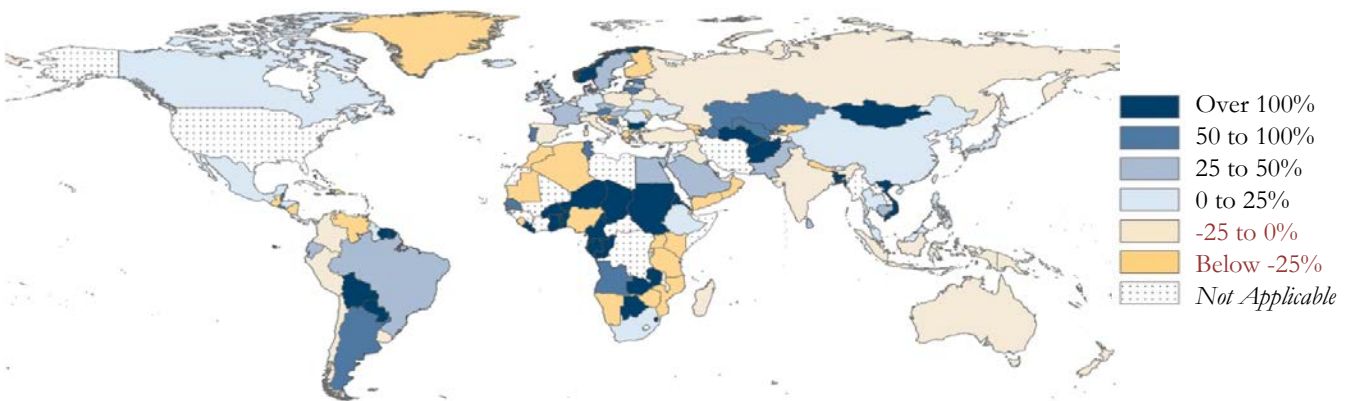 Over 100%
50 to 100%
25 to 50%
0 to 25%
-25 to 0%
Below -25%
Not Applicable